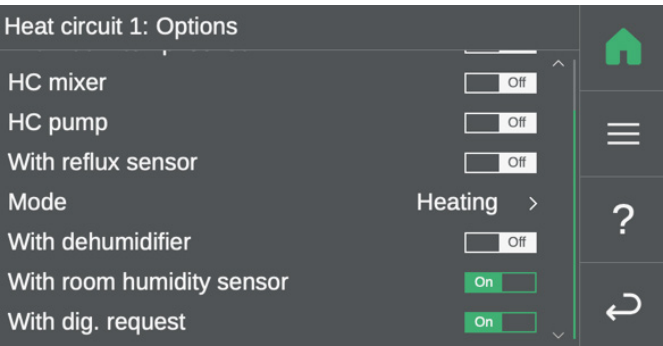 Heat circuit 1: Options
HC mixer Off
HC pump Off
With reflux sensor Off
Mode Heating >
With dehumidifier Off
With room humidity sensor On
With dig. request On
?